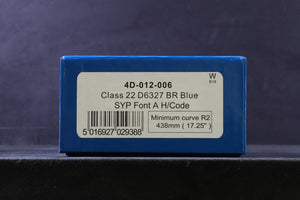 4D-012-006
W
Class 22 D6327 BR Blue
SYP Font A H/Code
5 016927 029388
Minimum curve R2
438mm ( 17.25" )